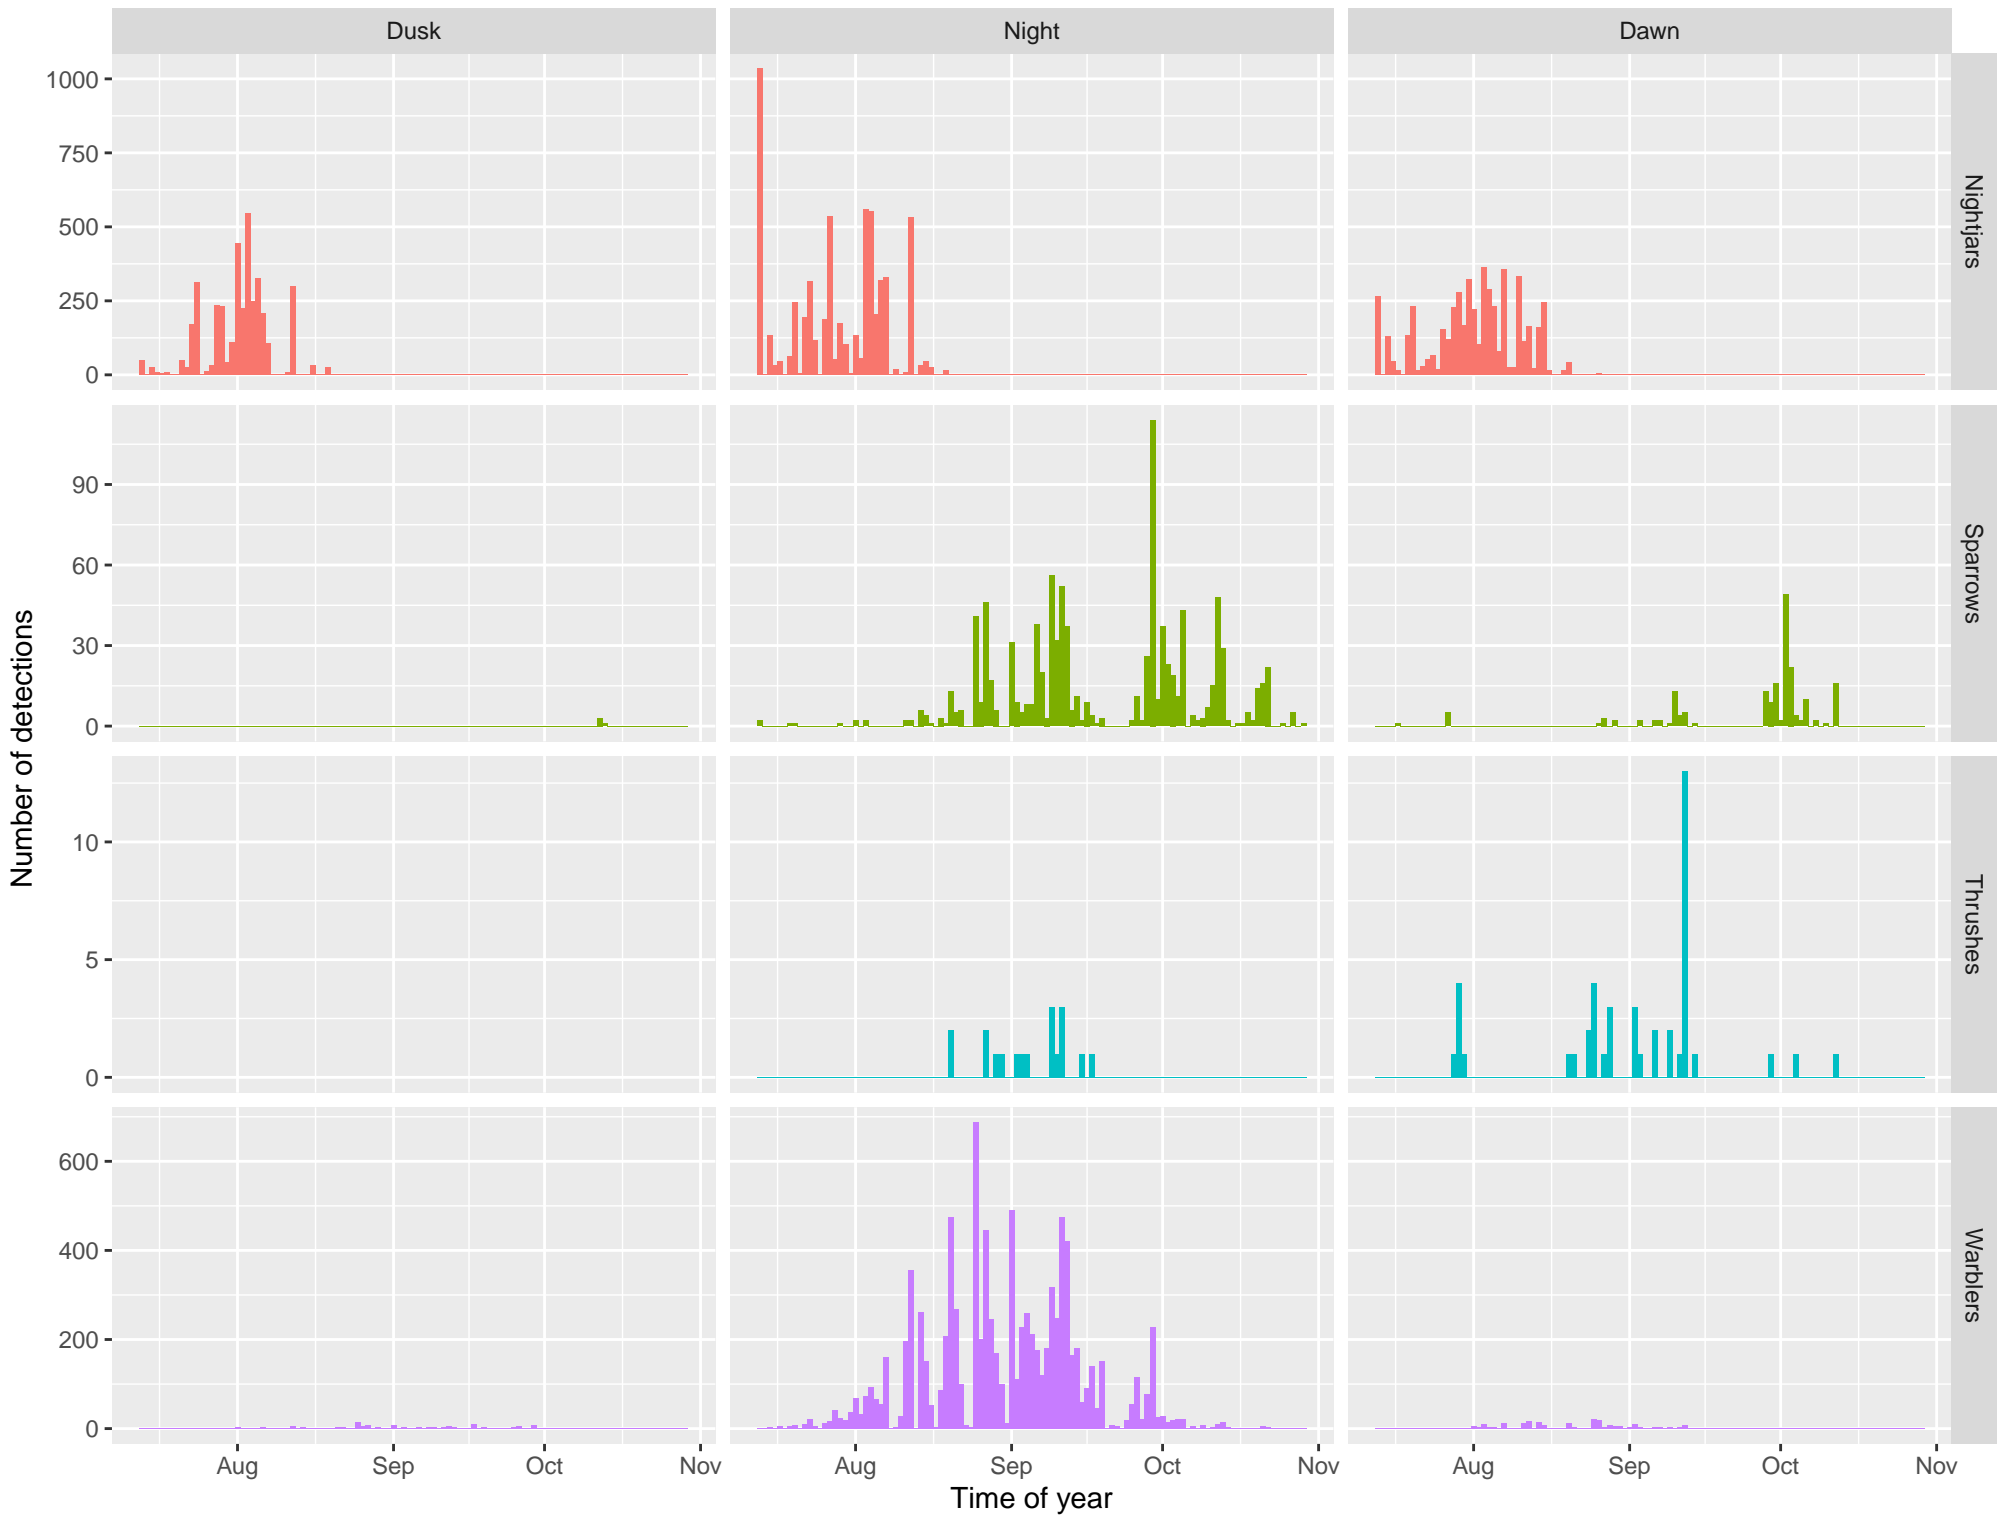 Dusk
Night
Dawn
1000
750
500
250
0
Nightjars
90
60
30
0
Sparrows
10
5
0
Thrushes
600
400
200
0
Warblers
Number of detections
Aug Sep Oct Nov
Aug Sep Oct Nov
Aug Sep Oct Nov
Time of year